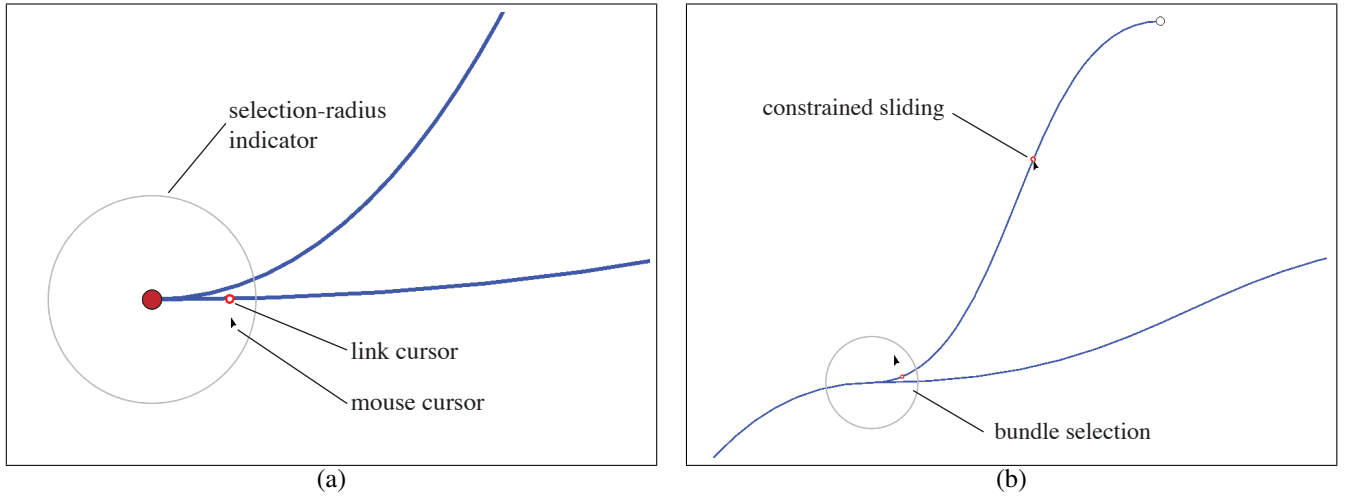 selection-radius
indicator
link cursor
mouse cursor
(a)
constrained sliding
bundle selection
(b)